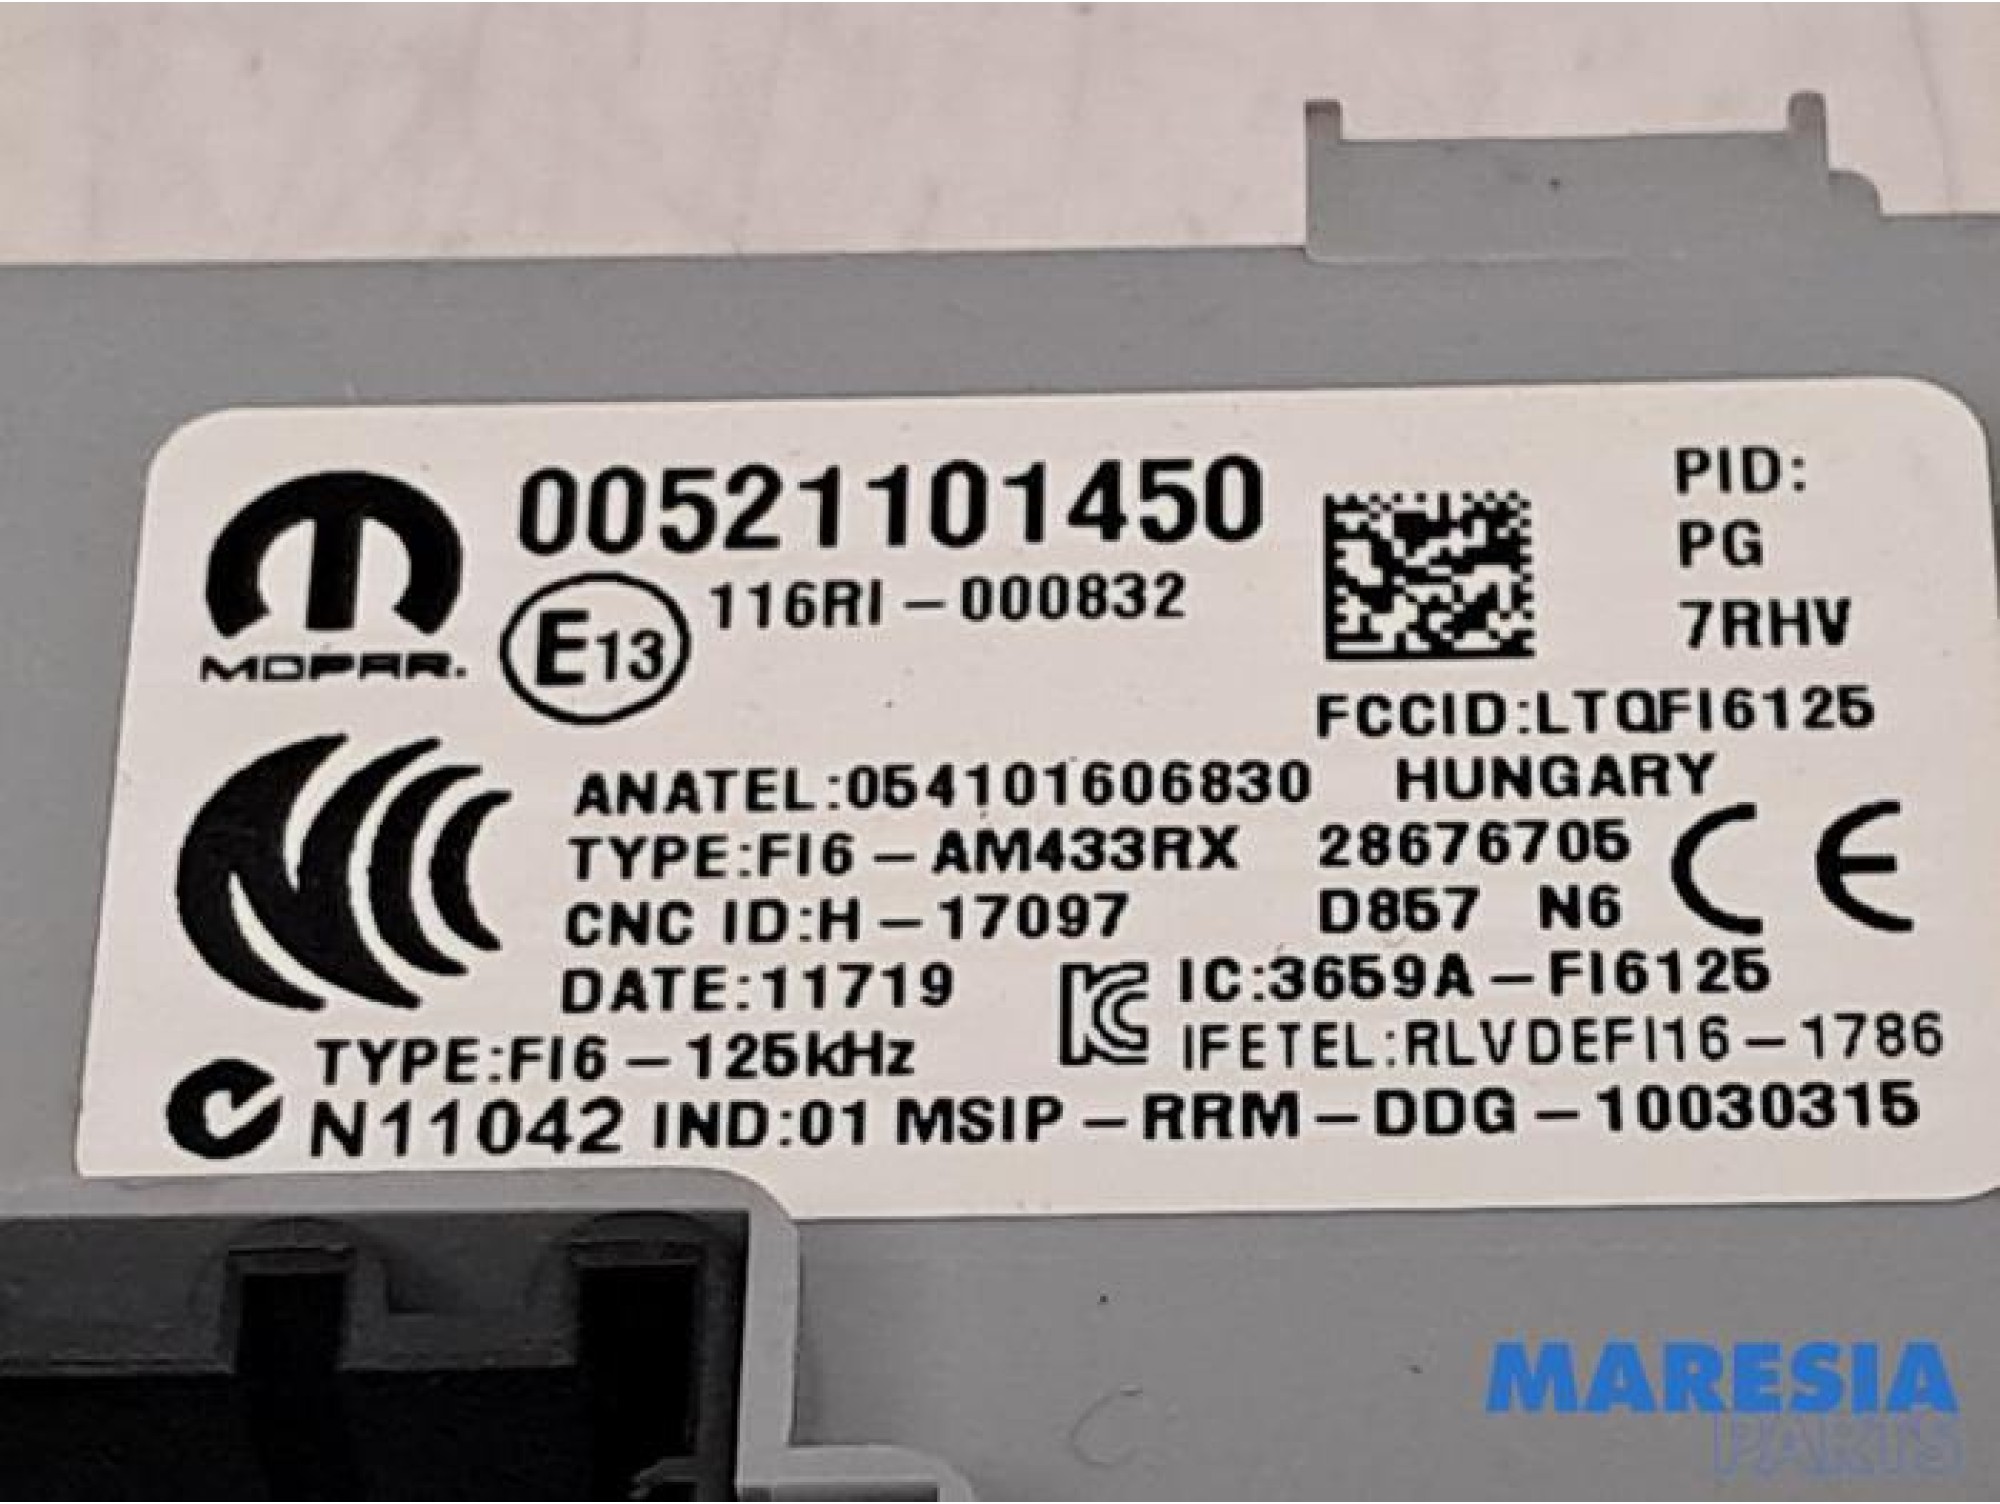 00521101450
PID:
PG
7RHV
116RI-000832
E13
MOPAR.
FCCID:LTQFI6125
ANATEL:054101606830
HUNGARY
TYPE:FI6-AM433RX
28676705
CE
CNC ID:H-17097
D857 N6
DATE:11719
IC:3659A-FI6125
TYPE:FI6-125kHz
IFETEL:RLVDEFI16-1786
N11042 IND:01 MSIP-RRM-DDG-10030315
MARESIA
PARTS